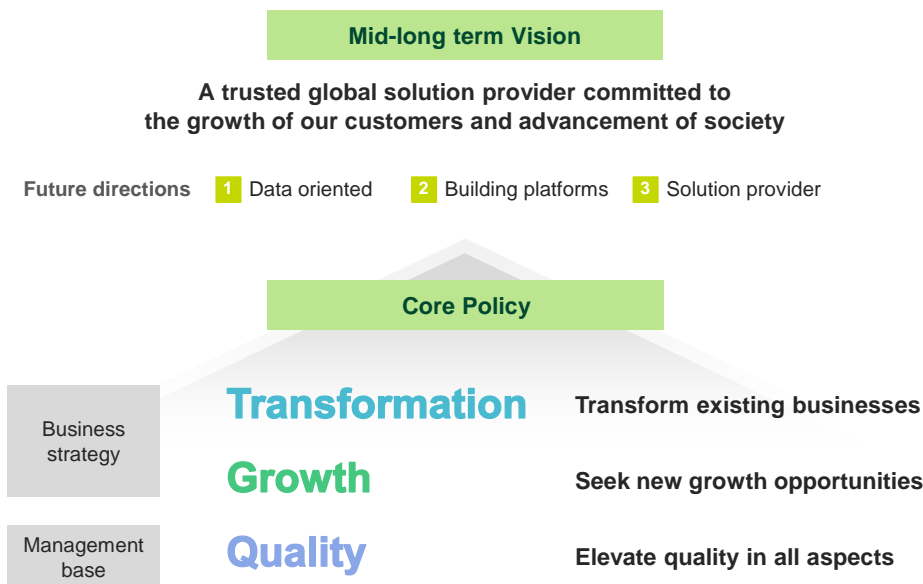 Mid-long term Vision
A trusted global solution provider committed to
the growth of our customers and advancement of society
Future directions 1 Data oriented 2 Building platforms 3 Solution provider
Core Policy
Business
strategy
Transformation Transform existing businesses
Growth Seek new growth opportunities
Management
base
Quality Elevate quality in all aspects